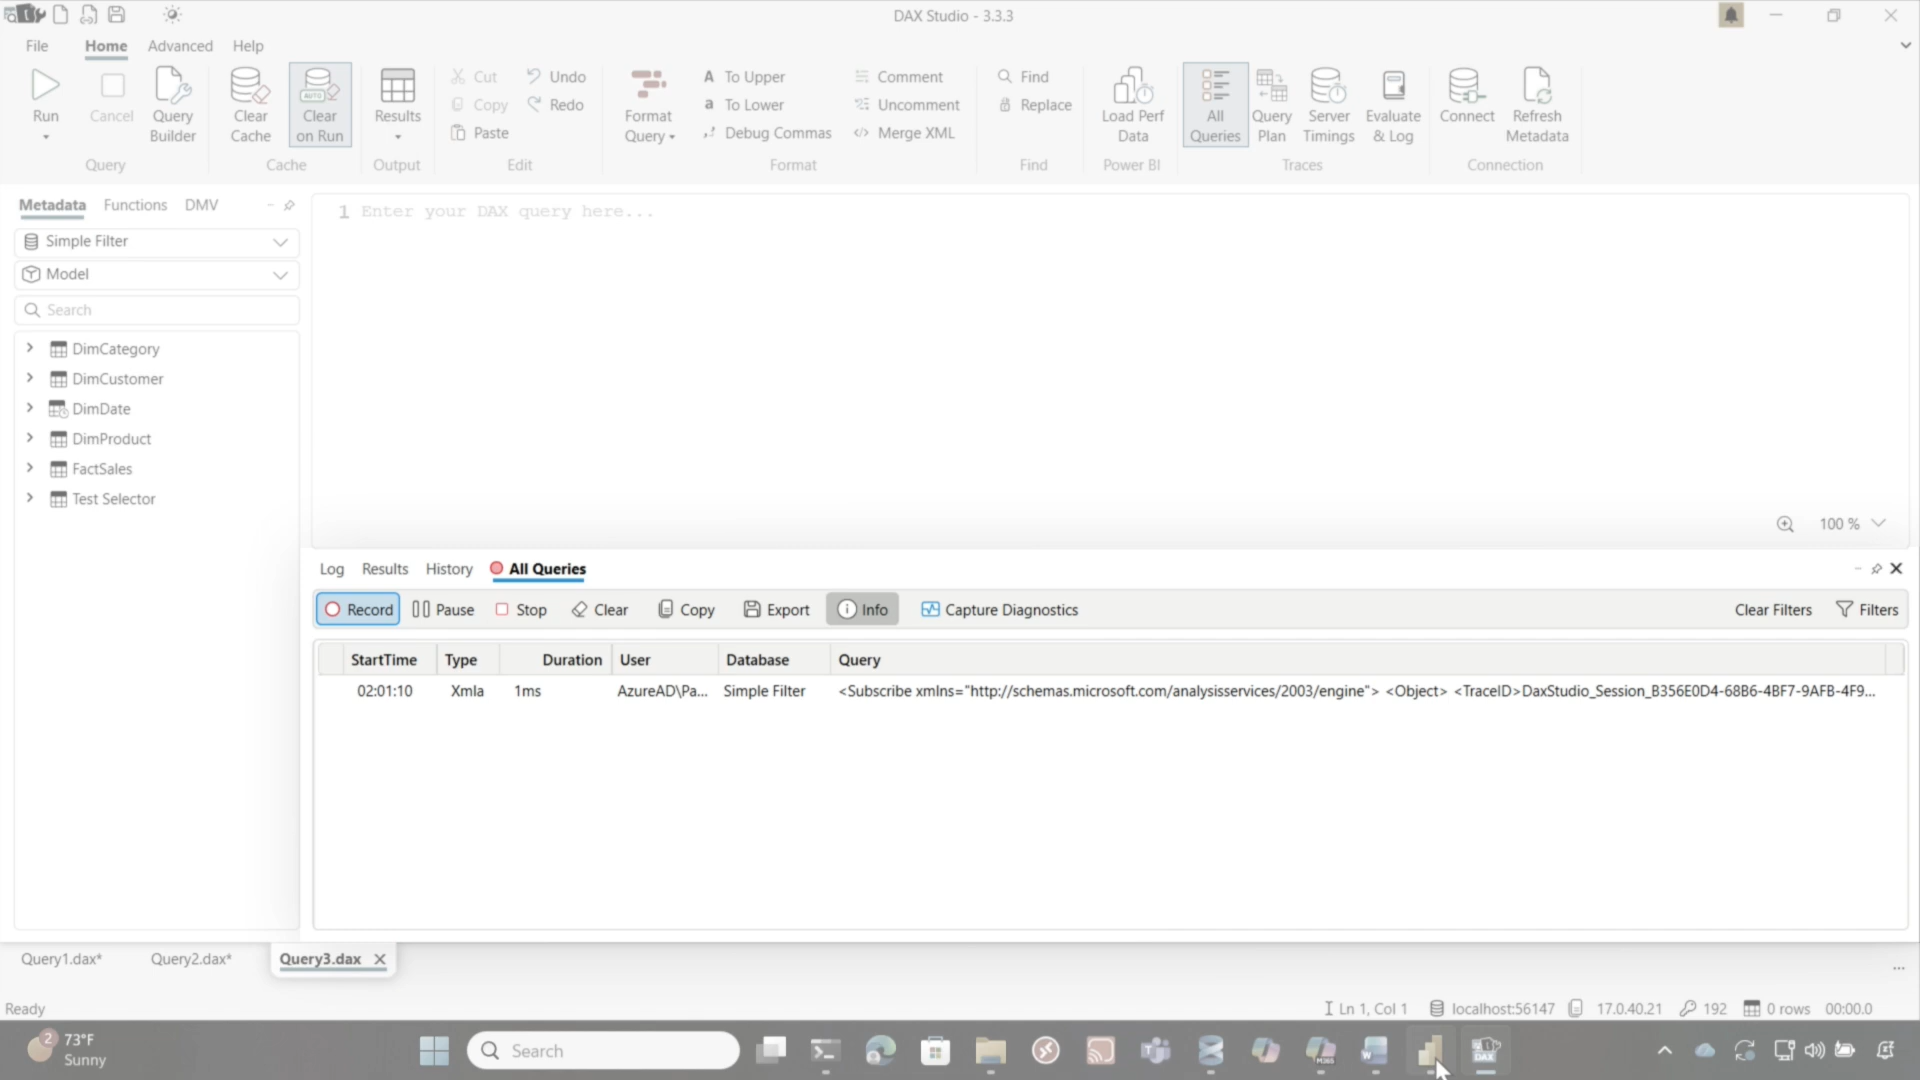 DAX Studio - 3.3.3
File Home Advanced Help
Run
Cancel
Query Builder
Clear Cache
AUTO
Clear on Run
Results
Cut
Copy
Paste
Undo
Redo
Format Query
A To Upper
a To Lower
Debug Commas
Comment
Uncomment
Merge XML
Find
Replace
Load Perf Data
All Queries
Query Plan
Server Timings
Evaluate & Log
Connect
Refresh Metadata
Query Cache Output Edit Format Find Power BI Traces Connection
Metadata Functions DMV
Simple Filter
Model
Search
DimCategory
DimCustomer
DimDate
DimProduct
FactSales
Test Selector
1 Enter your DAX query here...
100 %
Log Results History All Queries
Record Pause Stop Clear Copy Export Info Capture Diagnostics Clear Filters Filters
StartTime Type Duration User Database Query
02:01:10 Xmla 1ms AzureAD\Pa... Simple Filter <Subscribe xmlns="http://schemas.microsoft.com/analysisservices/2003/engine"> <Object> <TraceID>DaxStudio_Session_B356E0D4-68B6-4BF7-9AFB-4F9...
Query1.dax* Query2.dax* Query3.dax
Ready Ln 1, Col 1 localhost:56147 17.0.40.21 192 0 rows 00:00.0
2 73°F
Sunny
Search
M365
DAX